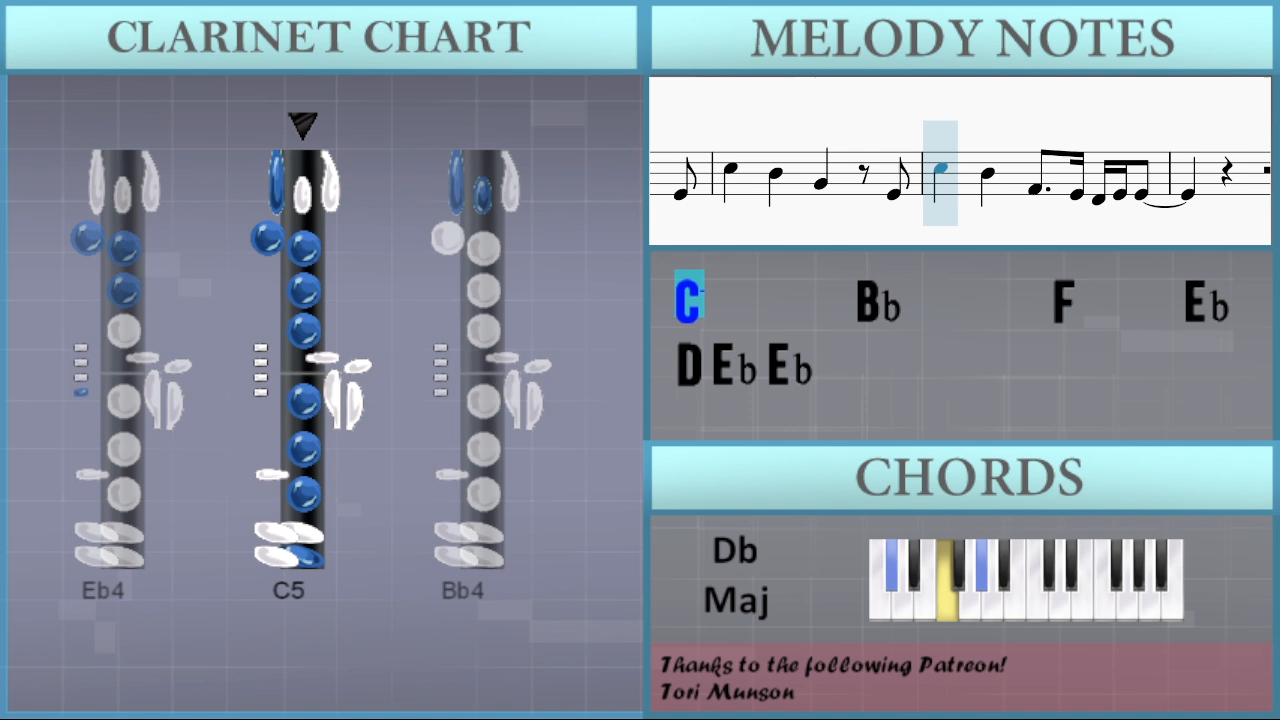 CLARINET CHART
Eb4 C5 Bb4
MELODY NOTES
C Bb F Eb
D Eb Eb
CHORDS
Db
Maj
Thanks to the following Patreon!
Tori Munson